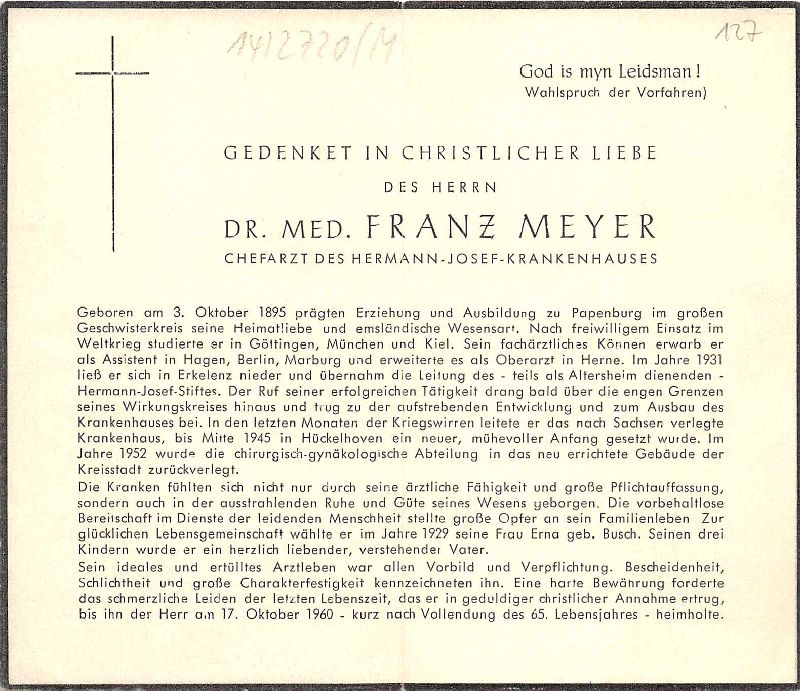 127
God is myn Leidsman!
Wahlspruch der Vorfahren)
GEDENKET IN CHRISTLICHER LIEBE
DES HERRN
DR. MED. FRANZ MEYER
CHEFARZT DES HERMANN-JOSEF-KRANKENHAUSES
Geboren am 3. Oktober 1895 prägten Erziehung und Ausbildung zu Papenburg im großen
Geschwisterkreis seine Heimatliebe und emsländische Wesensart. Nach freiwilligem Einsatz im
Weltkrieg studierte er in Göttingen, München und Kiel. Sein fachärztliches Können erwarb er
als Assistent in Hagen, Berlin, Marburg und erweiterte es als Oberarzt in Herne. Im Jahre 1931
ließ er sich in Erkelenz nieder und übernahm die Leitung des - teils als Altersheim dienenden -
Hermann-Josef-Stiftes. Der Ruf seiner erfolgreichen Tätigkeit drang bald über die engen Grenzen
seines Wirkungskreises hinaus und trug zu der aufstrebenden Entwicklung und zum Ausbau des
Krankenhauses bei. In den letzten Monaten der Kriegswirren leitete er das nach Sachsen verlegte
Krankenhaus, bis Mitte 1945 in Hückelhoven ein neuer, mühevoller Anfang gesetzt wurde. Im
Jahre 1952 wurde die chirurgisch-gynäkologische Abteilung in das neu errichtete Gebäude der
Kreisstadt zurückverlegt.
Die Kranken fühlten sich nicht nur durch seine ärztliche Fähigkeit und große Pflichtauffassung,
sondern auch in der ausstrahlenden Ruhe und Güte seines Wesens geborgen. Die vorbehaltlose
Bereitschaft im Dienste der leidenden Menschheit stellte große Opfer an sein Familienleben Zur
glücklichen Lebensgemeinschaft wählte er im Jahre 1929 seine Frau Erna geb. Busch. Seinen drei
Kindern wurde er ein herzlich liebender, verstehender Vater.
Sein ideales und erfülltes Arztleben war allen Vorbild und Verpflichtung. Bescheidenheit,
Schlichtheit und große Charakterfestigkeit kennzeichneten ihn. Eine harte Bewährung forderte
das schmerzliche Leiden der letzten Lebenszeit, das er in geduldiger christlicher Annahme ertrug,
bis ihn der Herr am 17. Oktober 1960 - kurz nach Vollendung des 65. Lebensjahres - heimholte.